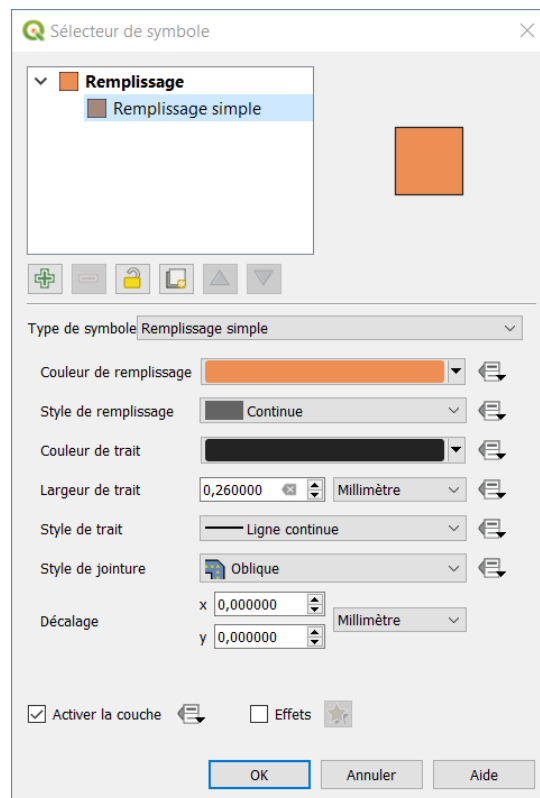 Sélecteur de symbole
Remplissage
Remplissage simple
Type de symbole Remplissage simple
Couleur de remplissage
Style de remplissage Continue
Couleur de trait
Largeur de trait 0,260000 Millimètre
Style de trait Ligne continue
Style de jointure Oblique
x 0,000000
Décalage Millimètre
y 0,000000
Activer la couche Effets
OK Annuler Aide